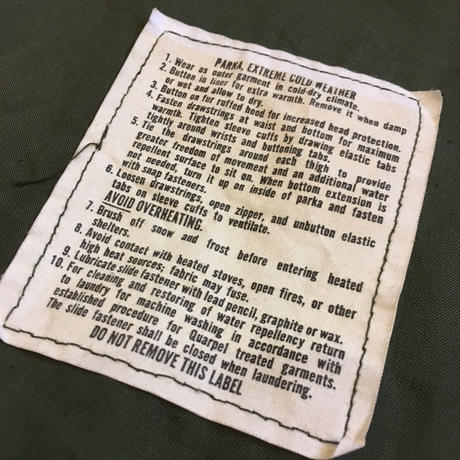 PARKA, EXTREME COLD WEATHER
1. Wear as outer garment in cold-dry climate.
2. Button in liner for extra warmth. Remove it when damp
or wet and allow to dry.
3. Button on fur ruffed hood for increased head protection.
4. Fasten drawstrings at waist and bottom for maximum
warmth. Tighten sleeve cuffs by drawing elastic tabs
tightly around wrists and buttoning tabs.
5. Tie the drawstrings around each thigh to provide
greater freedom of movement and an additional water
repellent surface to sit on. When bottom extension is
not needed, turn it up on inside of parka and fasten
with snap fasteners.
6. Loosen drawstrings, open zipper, and unbutton elastic
tabs on sleeve cuffs to ventilate.
AVOID OVERHEATING
7. Brush off snow and frost before entering heated
shelters.
8. Avoid contact with heated stoves, open fires, or other
high heat sources; fabric may fuse.
9. Lubricate slide fastener with lead pencil, graphite or wax.
10. For cleaning and restoring of water repellency return
to laundry for machine washing in accordance with
established procedure for Quarpel treated garments.
The slide fastener shall be closed when laundering.
DO NOT REMOVE THIS LABEL